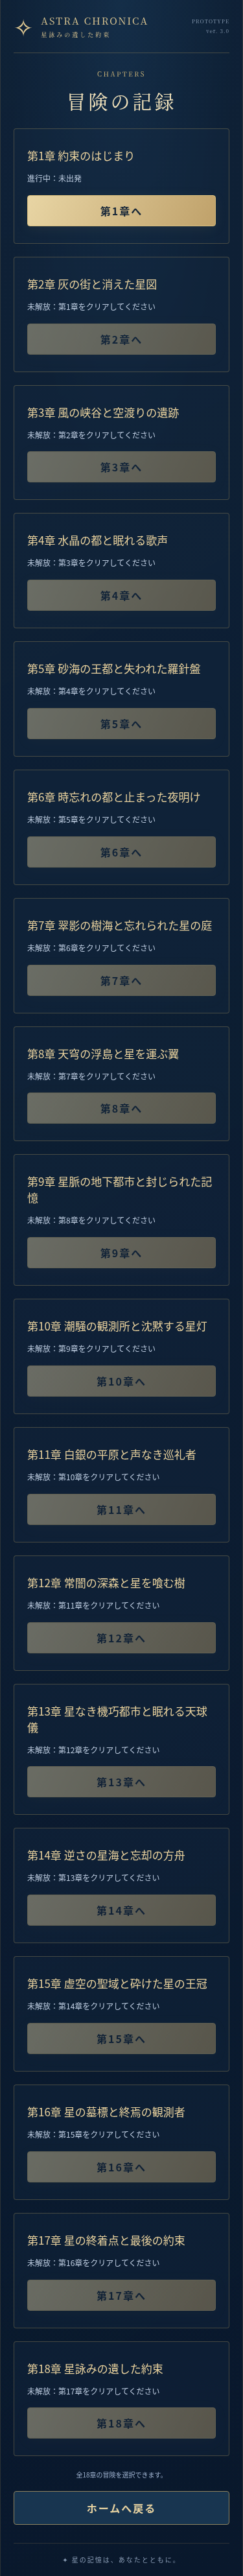 ASTRA CHRONICA
星詠みの遺した約束
PROTOTYPE
ver. 3.0
CHAPTERS
冒険の記録
第1章 約束のはじまり
進行中：未出発
第1章へ
第2章 灰の街と消えた星図
未解放：第1章をクリアしてください
第2章へ
第3章 風の峡谷と空渡りの遺跡
未解放：第2章をクリアしてください
第3章へ
第4章 水晶の都と眠れる歌声
未解放：第3章をクリアしてください
第4章へ
第5章 砂海の王都と失われた羅針盤
未解放：第4章をクリアしてください
第5章へ
第6章 時忘れの都と止まった夜明け
未解放：第5章をクリアしてください
第6章へ
第7章 翠影の樹海と忘れられた星の庭
未解放：第6章をクリアしてください
第7章へ
第8章 天穹の浮島と星を運ぶ翼
未解放：第7章をクリアしてください
第8章へ
第9章 星脈の地下都市と封じられた記
憶
未解放：第8章をクリアしてください
第9章へ
第10章 潮騒の観測所と沈黙する星灯
未解放：第9章をクリアしてください
第10章へ
第11章 白銀の平原と声なき巡礼者
未解放：第10章をクリアしてください
第11章へ
第12章 常闇の深森と星を喰む樹
未解放：第11章をクリアしてください
第12章へ
第13章 星なき機巧都市と眠れる天球
儀
未解放：第12章をクリアしてください
第13章へ
第14章 逆さの星海と忘却の方舟
未解放：第13章をクリアしてください
第14章へ
第15章 虚空の聖域と砕けた星の王冠
未解放：第14章をクリアしてください
第15章へ
第16章 星の墓標と終焉の観測者
未解放：第15章をクリアしてください
第16章へ
第17章 星の終着点と最後の約束
未解放：第16章をクリアしてください
第17章へ
第18章 星詠みの遺した約束
未解放：第17章をクリアしてください
第18章へ
全18章の冒険を選択できます。
ホームへ戻る
✦ 星の記憶は、あなたとともに。